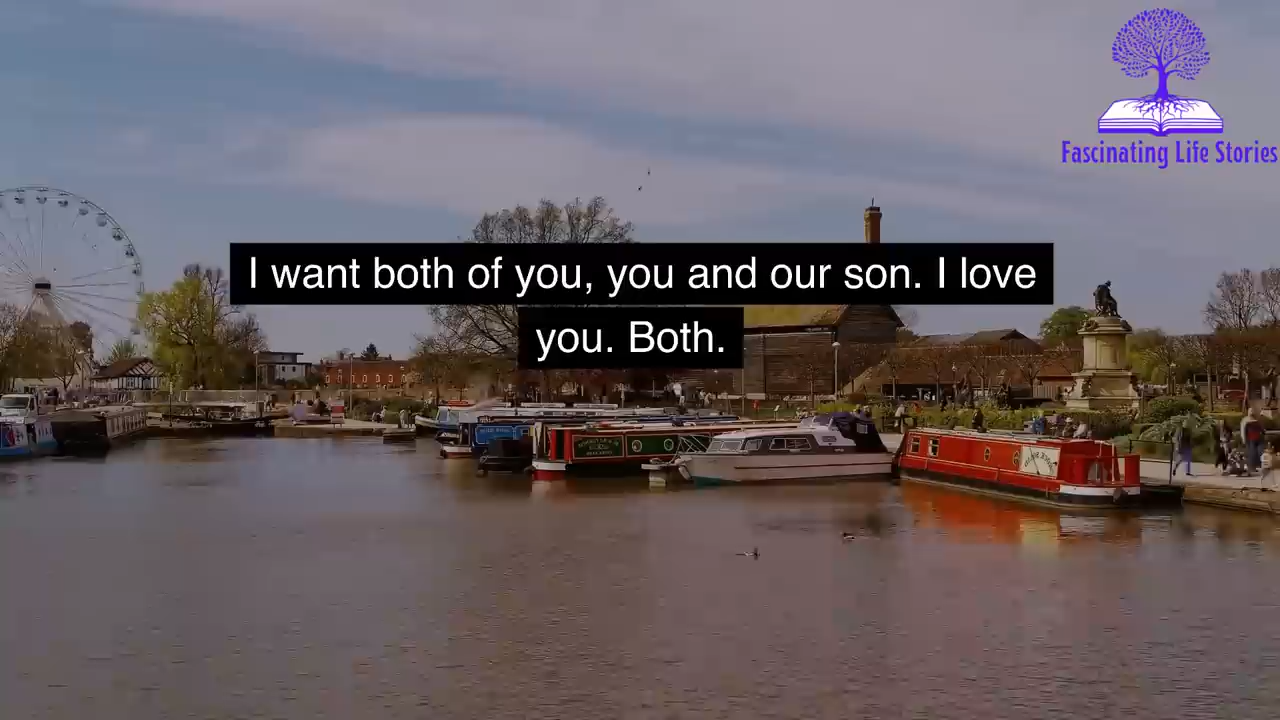 Fascinating Life Stories
I want both of you, you and our son. I love
you. Both.